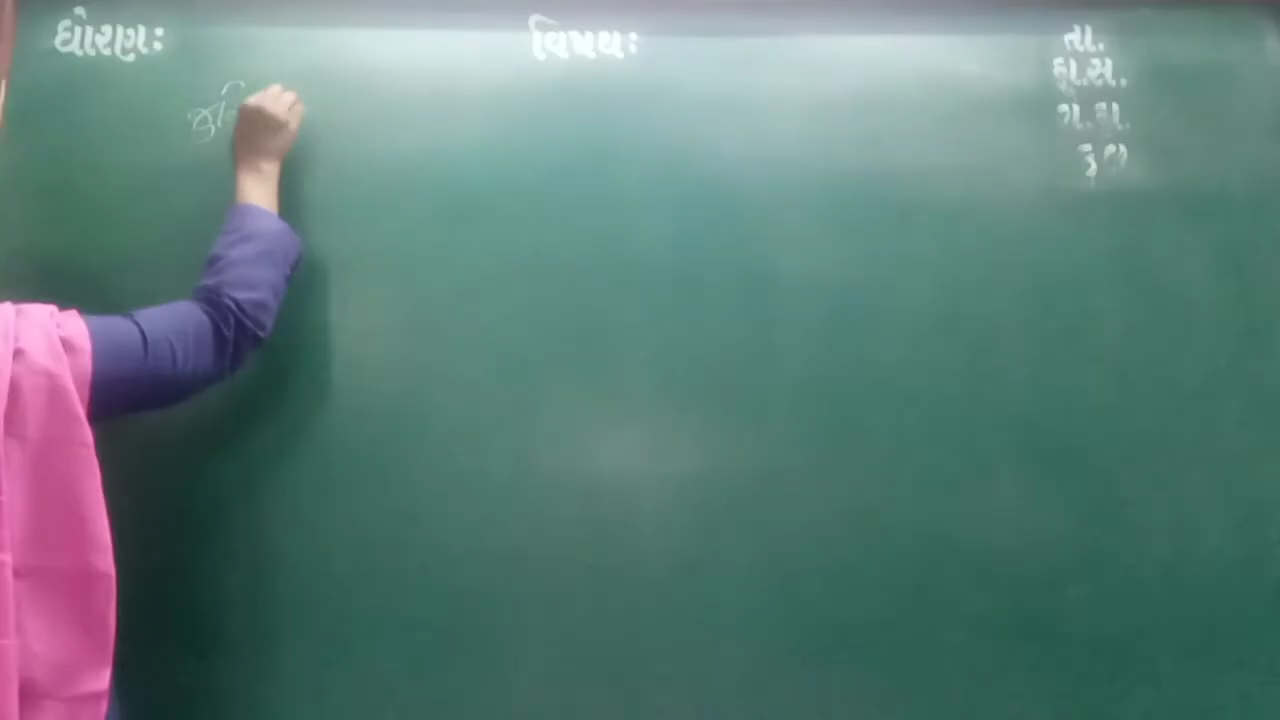 ધોરણઃ
વિષયઃ
તા.
હા.સ.
ગે.હા.
કુલ